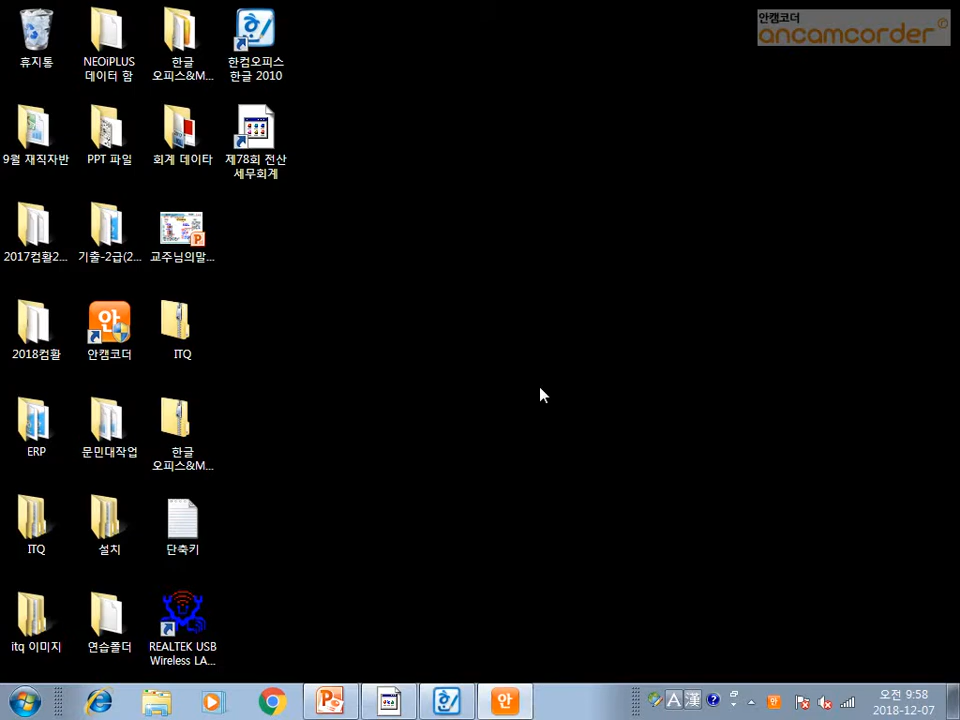 안캠코더
ancamcorder©
휴지통
NEOiPLUS
데이터 함
한글
오피스&M...
한컴오피스
한글 2010
9월 재직자반
PPT 파일
회계 데이타
제78회 전산
세무회계
2017컴활2...
기출-2급(2...
교주님의말...
2018컴활
안캠코더
ITQ
ERP
문민대작업
한글
오피스&M...
ITQ
설치
단축키
itq 이미지
연습폴더
REALTEK USB
Wireless LA...
안
A 漢
오전 9:58
2018-12-07